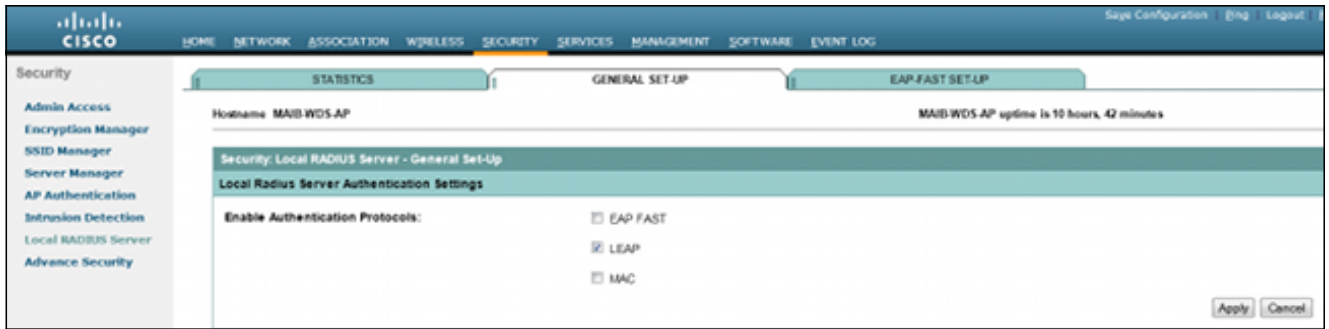 Save Configuration Ping Logout
CISCO
HOME NETWORK ASSOCIATION WIRELESS SECURITY SERVICES MANAGEMENT SOFTWARE EVENT LOG
Security
STATISTICS GENERAL SET-UP EAP-FAST SET-UP
Admin Access
Encryption Manager
SSID Manager
Server Manager
AP Authentication
Intrusion Detection
Local RADIUS Server
Advance Security
Hostname MAIB-WDS-AP MAIB-WDS-AP uptime is 10 hours, 42 minutes
Security: Local RADIUS Server - General Set-Up
Local Radius Server Authentication Settings
Enable Authentication Protocols: EAP FAST
LEAP
MAC
Apply Cancel